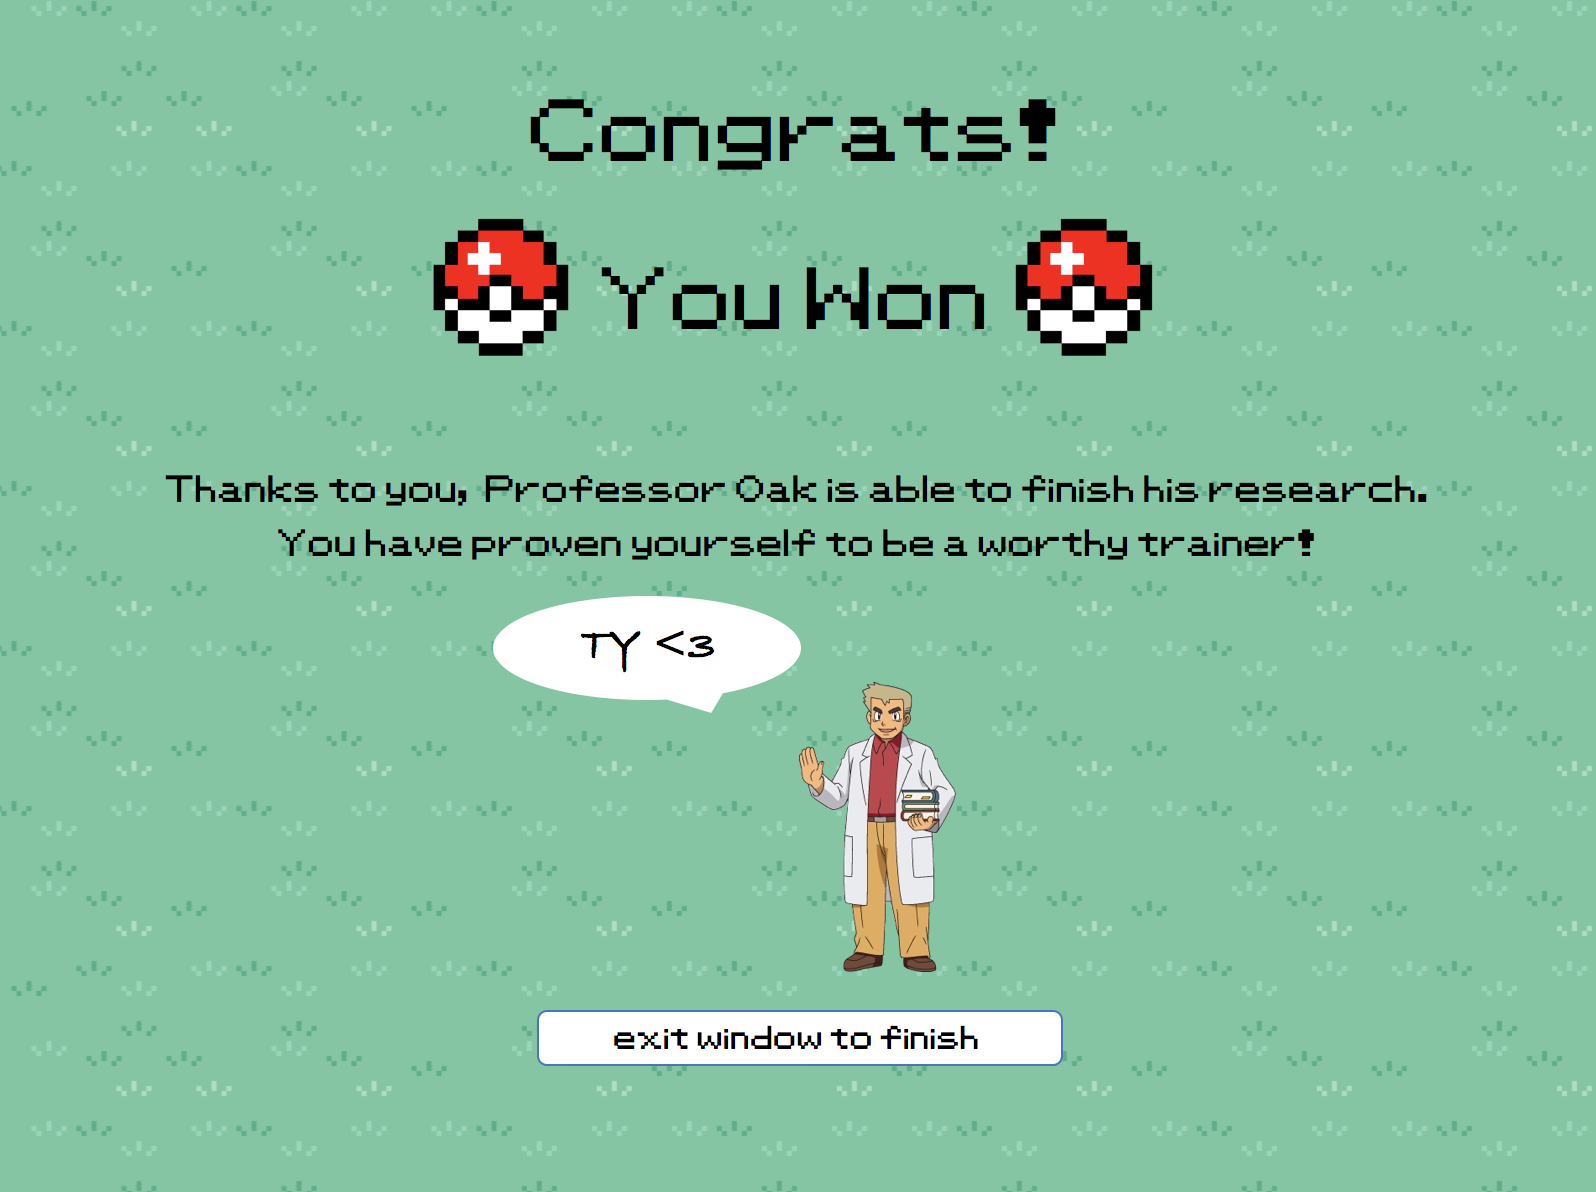 Congrats!
You Won
Thanks to you, Professor Oak is able to finish his research.
You have proven yourself to be a worthy trainer!
TY <3
exit window to finish